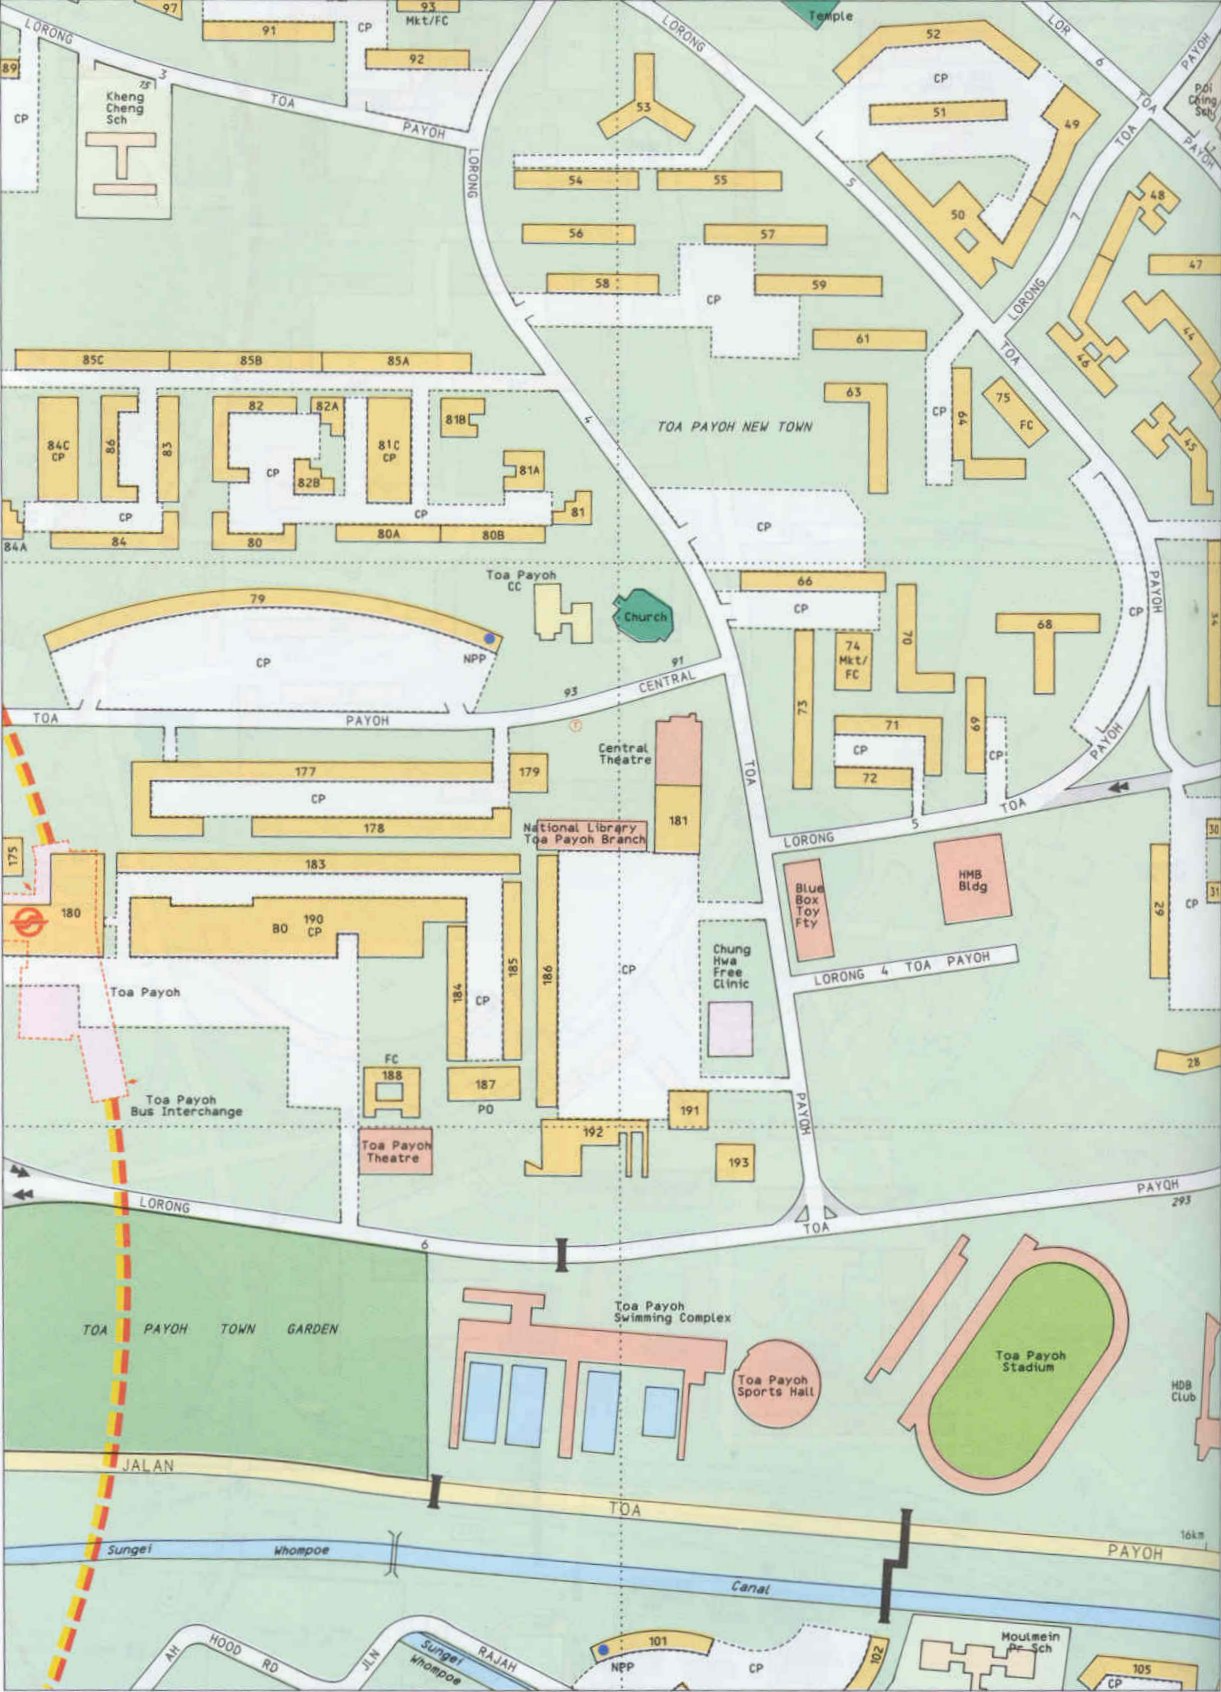 97
93
Mkt/FC
Temple
LORONG
91
CP
LORONG
52
LOR
6
PAYOH
89
92
CP
3
75
Kheng
Cheng
Sch
TOA
53
51
49
TOA
Poi
Ching
Sch
CP
PAYOH
TOA
PAYOH
LORONG
54
55
5
48
50
7
56
57
47
58
59
CP
LORONG
44
61
TOA
46
85C
85B
85A
63
75
FC
82
82A
81B
4
CP
64
TOA PAYOH NEW TOWN
84C
CP
86
83
81C
CP
45
CP
82B
81A
CP
CP
81
CP
84A
84
80
80A
80B
Toa Payoh
CC
66
PAYOH
79
CP
CP
34
Church
68
70
74
Mkt/
FC
CP
NPP
91
93
CENTRAL
TOA
PAYOH
73
69
71
PAYOH
Central
Theatre
CP
CP
177
179
TOA
72
CP
TOA
5
178
National Library
Toa Payoh Branch
181
30
LORONG
175
183
HMB
Bldg
Blue
Box
Toy
Fty
31
29
CP
180
190
BO
CP
Chung
Hwa
Free
Clinic
LORONG 4 TOA PAYOH
185
186
CP
184
CP
Toa Payoh
FC
188
187
28
PO
Toa Payoh
Bus Interchange
191
PAYOH
192
Toa Payoh
Theatre
193
PAYOH
293
LORONG
TOA
6
Toa Payoh
Swimming Complex
TOA PAYOH TOWN GARDEN
Toa Payoh
Stadium
Toa Payoh
Sports Hall
HDB
Club
JALAN
TOA
16km
PAYOH
Sungei
Whompoe
Canal
AH
HOOD
RD
JLN
RAJAH
Sungei
Whompoe
101
NPP
CP
102
Moulmein
Pr Sch
105
CP